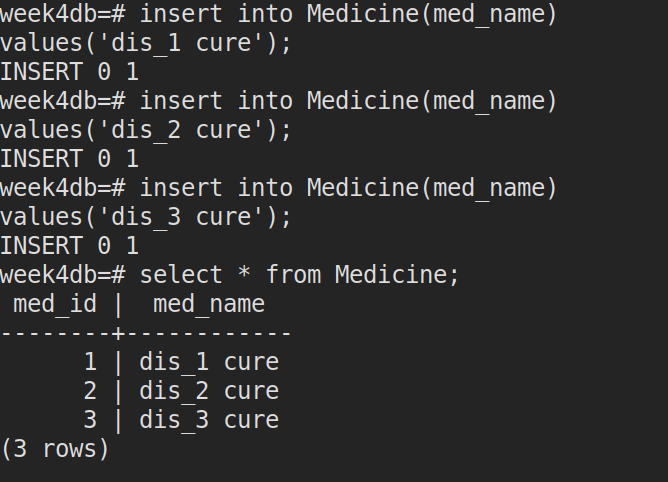 week4db=# insert into Medicine(med_name)
values('dis_1 cure');
INSERT 0 1
week4db=# insert into Medicine(med_name)
values('dis_2 cure');
INSERT 0 1
week4db=# insert into Medicine(med_name)
values('dis_3 cure');
INSERT 0 1
week4db=# select * from Medicine;
 med_id |  med_name
--------+------------
      1 | dis_1 cure
      2 | dis_2 cure
      3 | dis_3 cure
(3 rows)